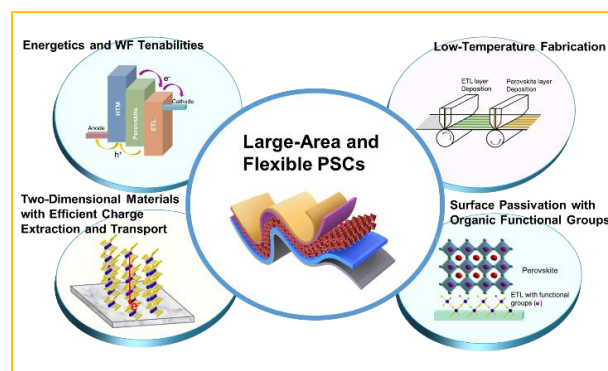 Energetics and WF Tenabilities
HTM
Perovskite
ETL
e⁻
Cathode
Anode
h⁺
Low-Temperature Fabrication
ETL layer
Deposition
Perovskite layer
Deposition
Large-Area and
Flexible PSCs
Two-Dimensional Materials
with Efficient Charge
Extraction and Transport
e⁻
Surface Passivation with
Organic Functional Groups
Perovskite
ETL with functional
groups (●)